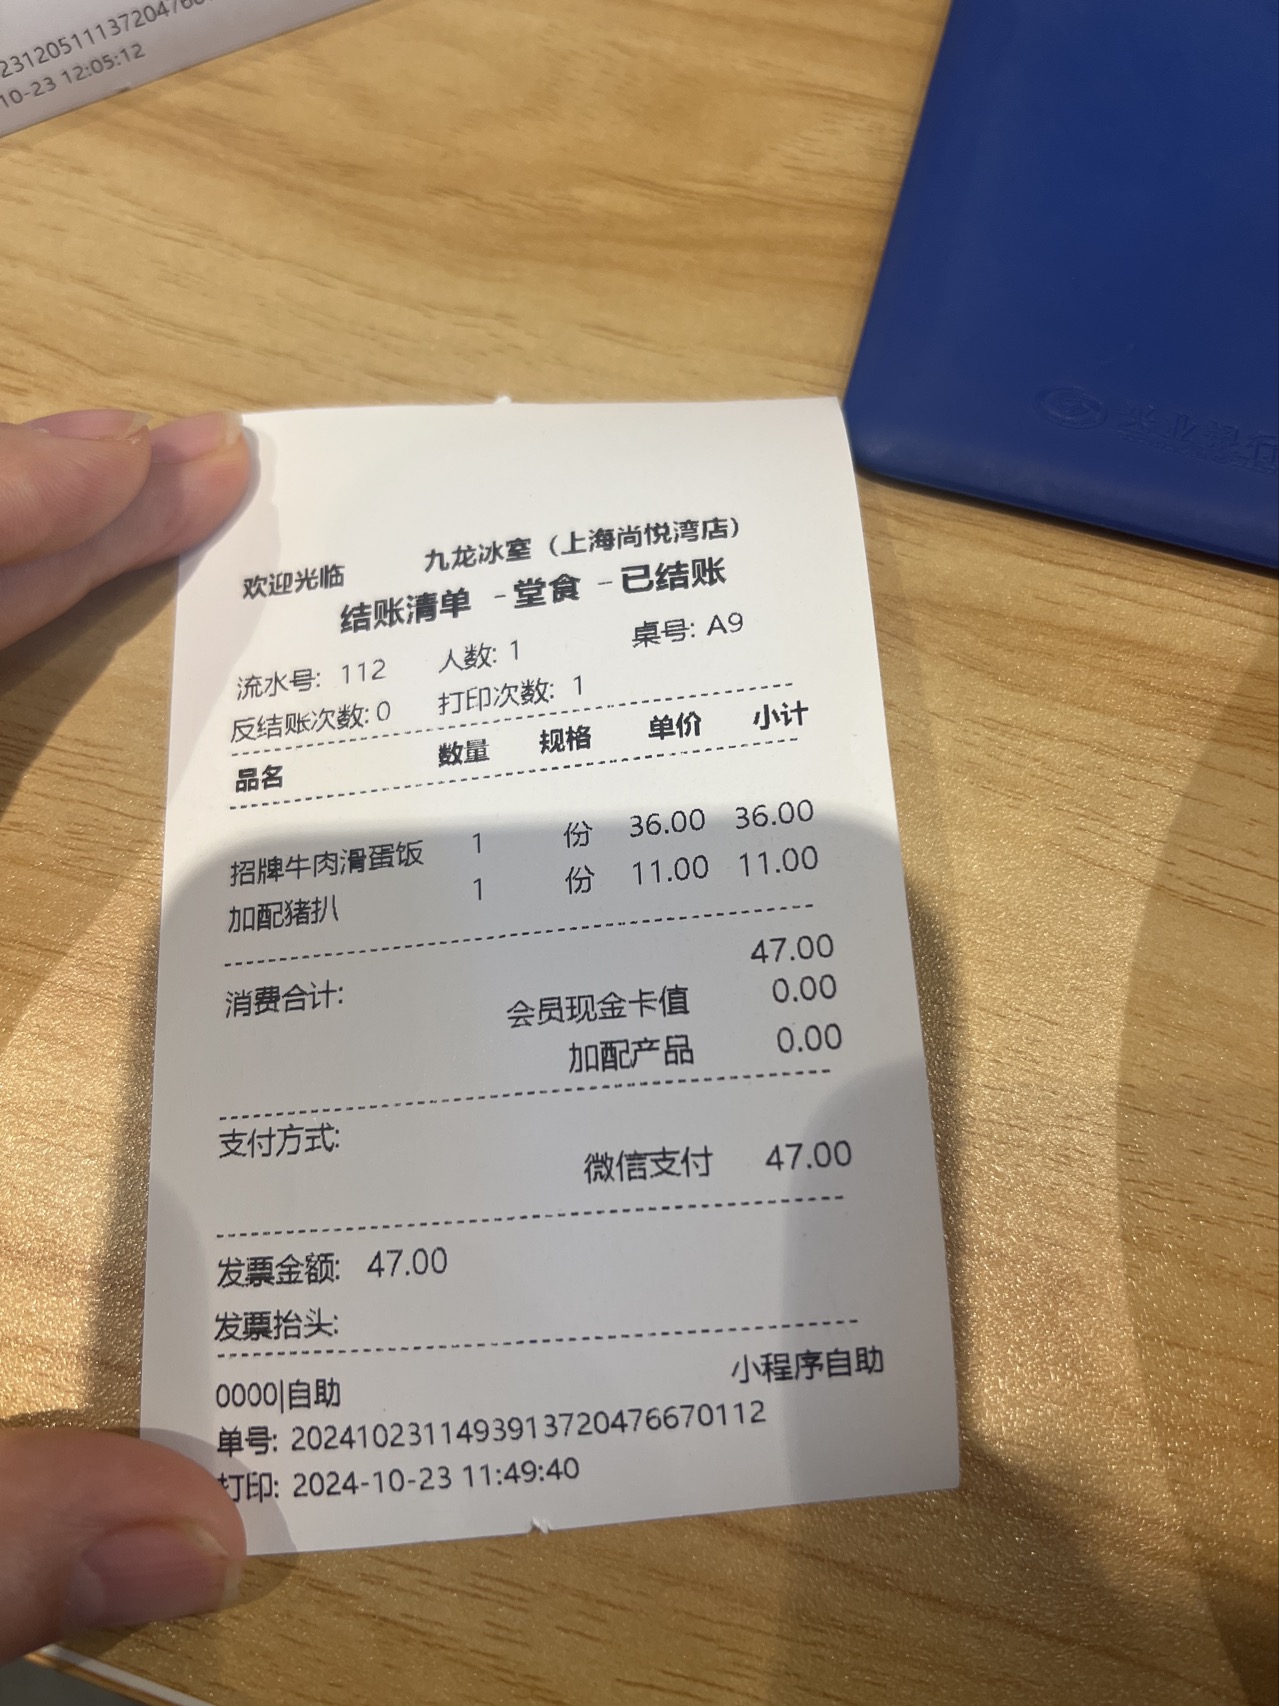 10-23 12:05:12
欢迎光临 九龙冰室（上海尚悦湾店）
结账清单 - 堂食 - 已结账
流水号: 112 人数: 1 桌号: A9
反结账次数: 0 打印次数: 1
品名 数量 规格 单价 小计
招牌牛肉滑蛋饭 1 份 36.00 36.00
加配猪扒 1 份 11.00 11.00
消费合计: 47.00
会员现金卡值 0.00
加配产品 0.00
支付方式:
微信支付 47.00
发票金额: 47.00
发票抬头:
0000|自助 小程序自助
单号: 2024102311493913720476670112
打印: 2024-10-23 11:49:40
兴业银行